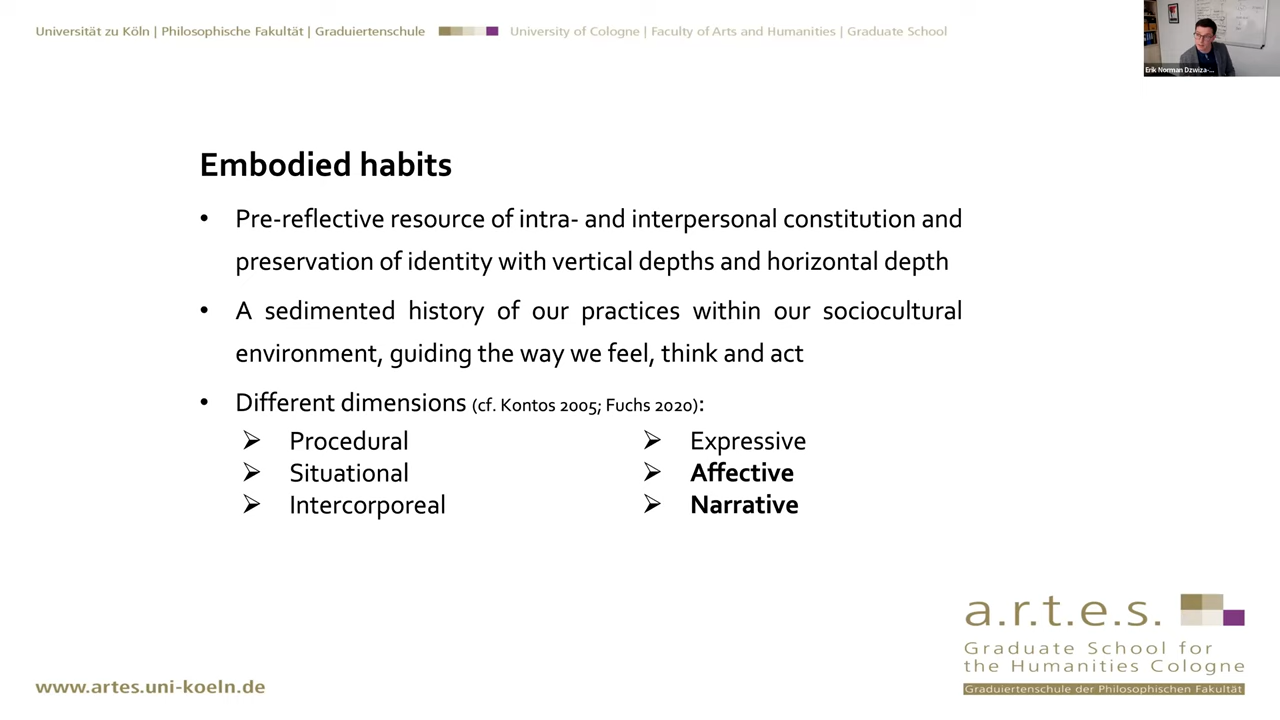 Universität zu Köln | Philosophische Fakultät | Graduiertenschule
University of Cologne | Faculty of Arts and Humanities | Graduate School
Erik Norman Dzwiza-...
Embodied habits
• Pre-reflective resource of intra- and interpersonal constitution and
preservation of identity with vertical depths and horizontal depth
• A sedimented history of our practices within our sociocultural
environment, guiding the way we feel, think and act
• Different dimensions (cf. Kontos 2005; Fuchs 2020):
➢ Procedural
➢ Situational
➢ Intercorporeal
➢ Expressive
➢ Affective
➢ Narrative
a.r.t.e.s.
Graduate School for
the Humanities Cologne
Graduiertenschule der Philosophischen Fakultät
www.artes.uni-koeln.de